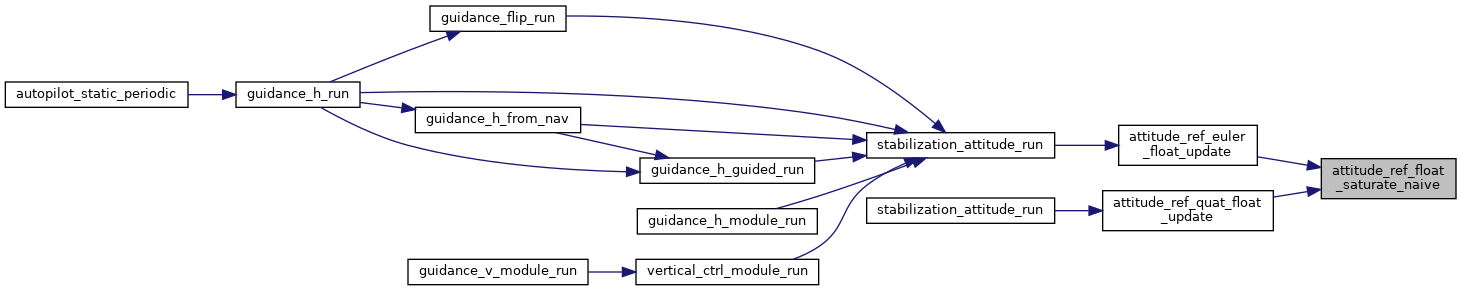 guidance_flip_run
autopilot_static_periodic
guidance_h_run
guidance_h_from_nav
stabilization_attitude_run
attitude_ref_euler
_float_update
guidance_h_guided_run
attitude_ref_float
_saturate_naive
guidance_h_module_run
stabilization_attitude_run
attitude_ref_quat_float
_update
guidance_v_module_run
vertical_ctrl_module_run